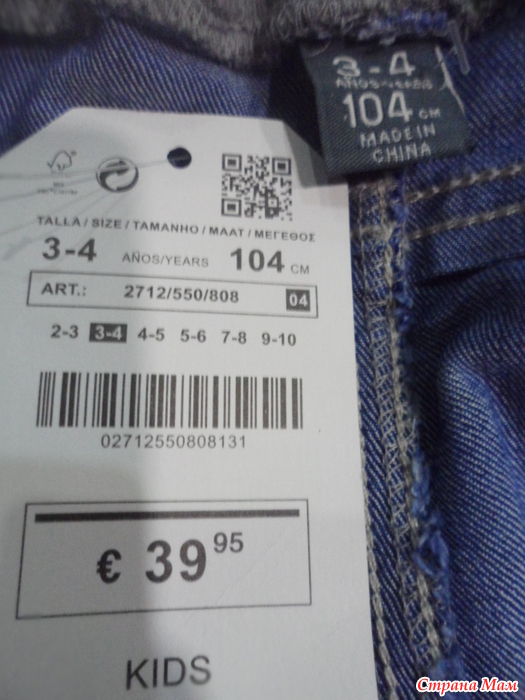 3-4
104 CM
MADE IN
CHINA
TALLA / SIZE / TAMANHO / MAAT / ΜΕΓΕΘΟΣ
3-4 AÑOS/YEARS 104 CM
ART.: 2712/550/808 04
2-3 3-4 4-5 5-6 7-8 9-10
02712550808131
€ 39 95
KIDS
Страна Мам